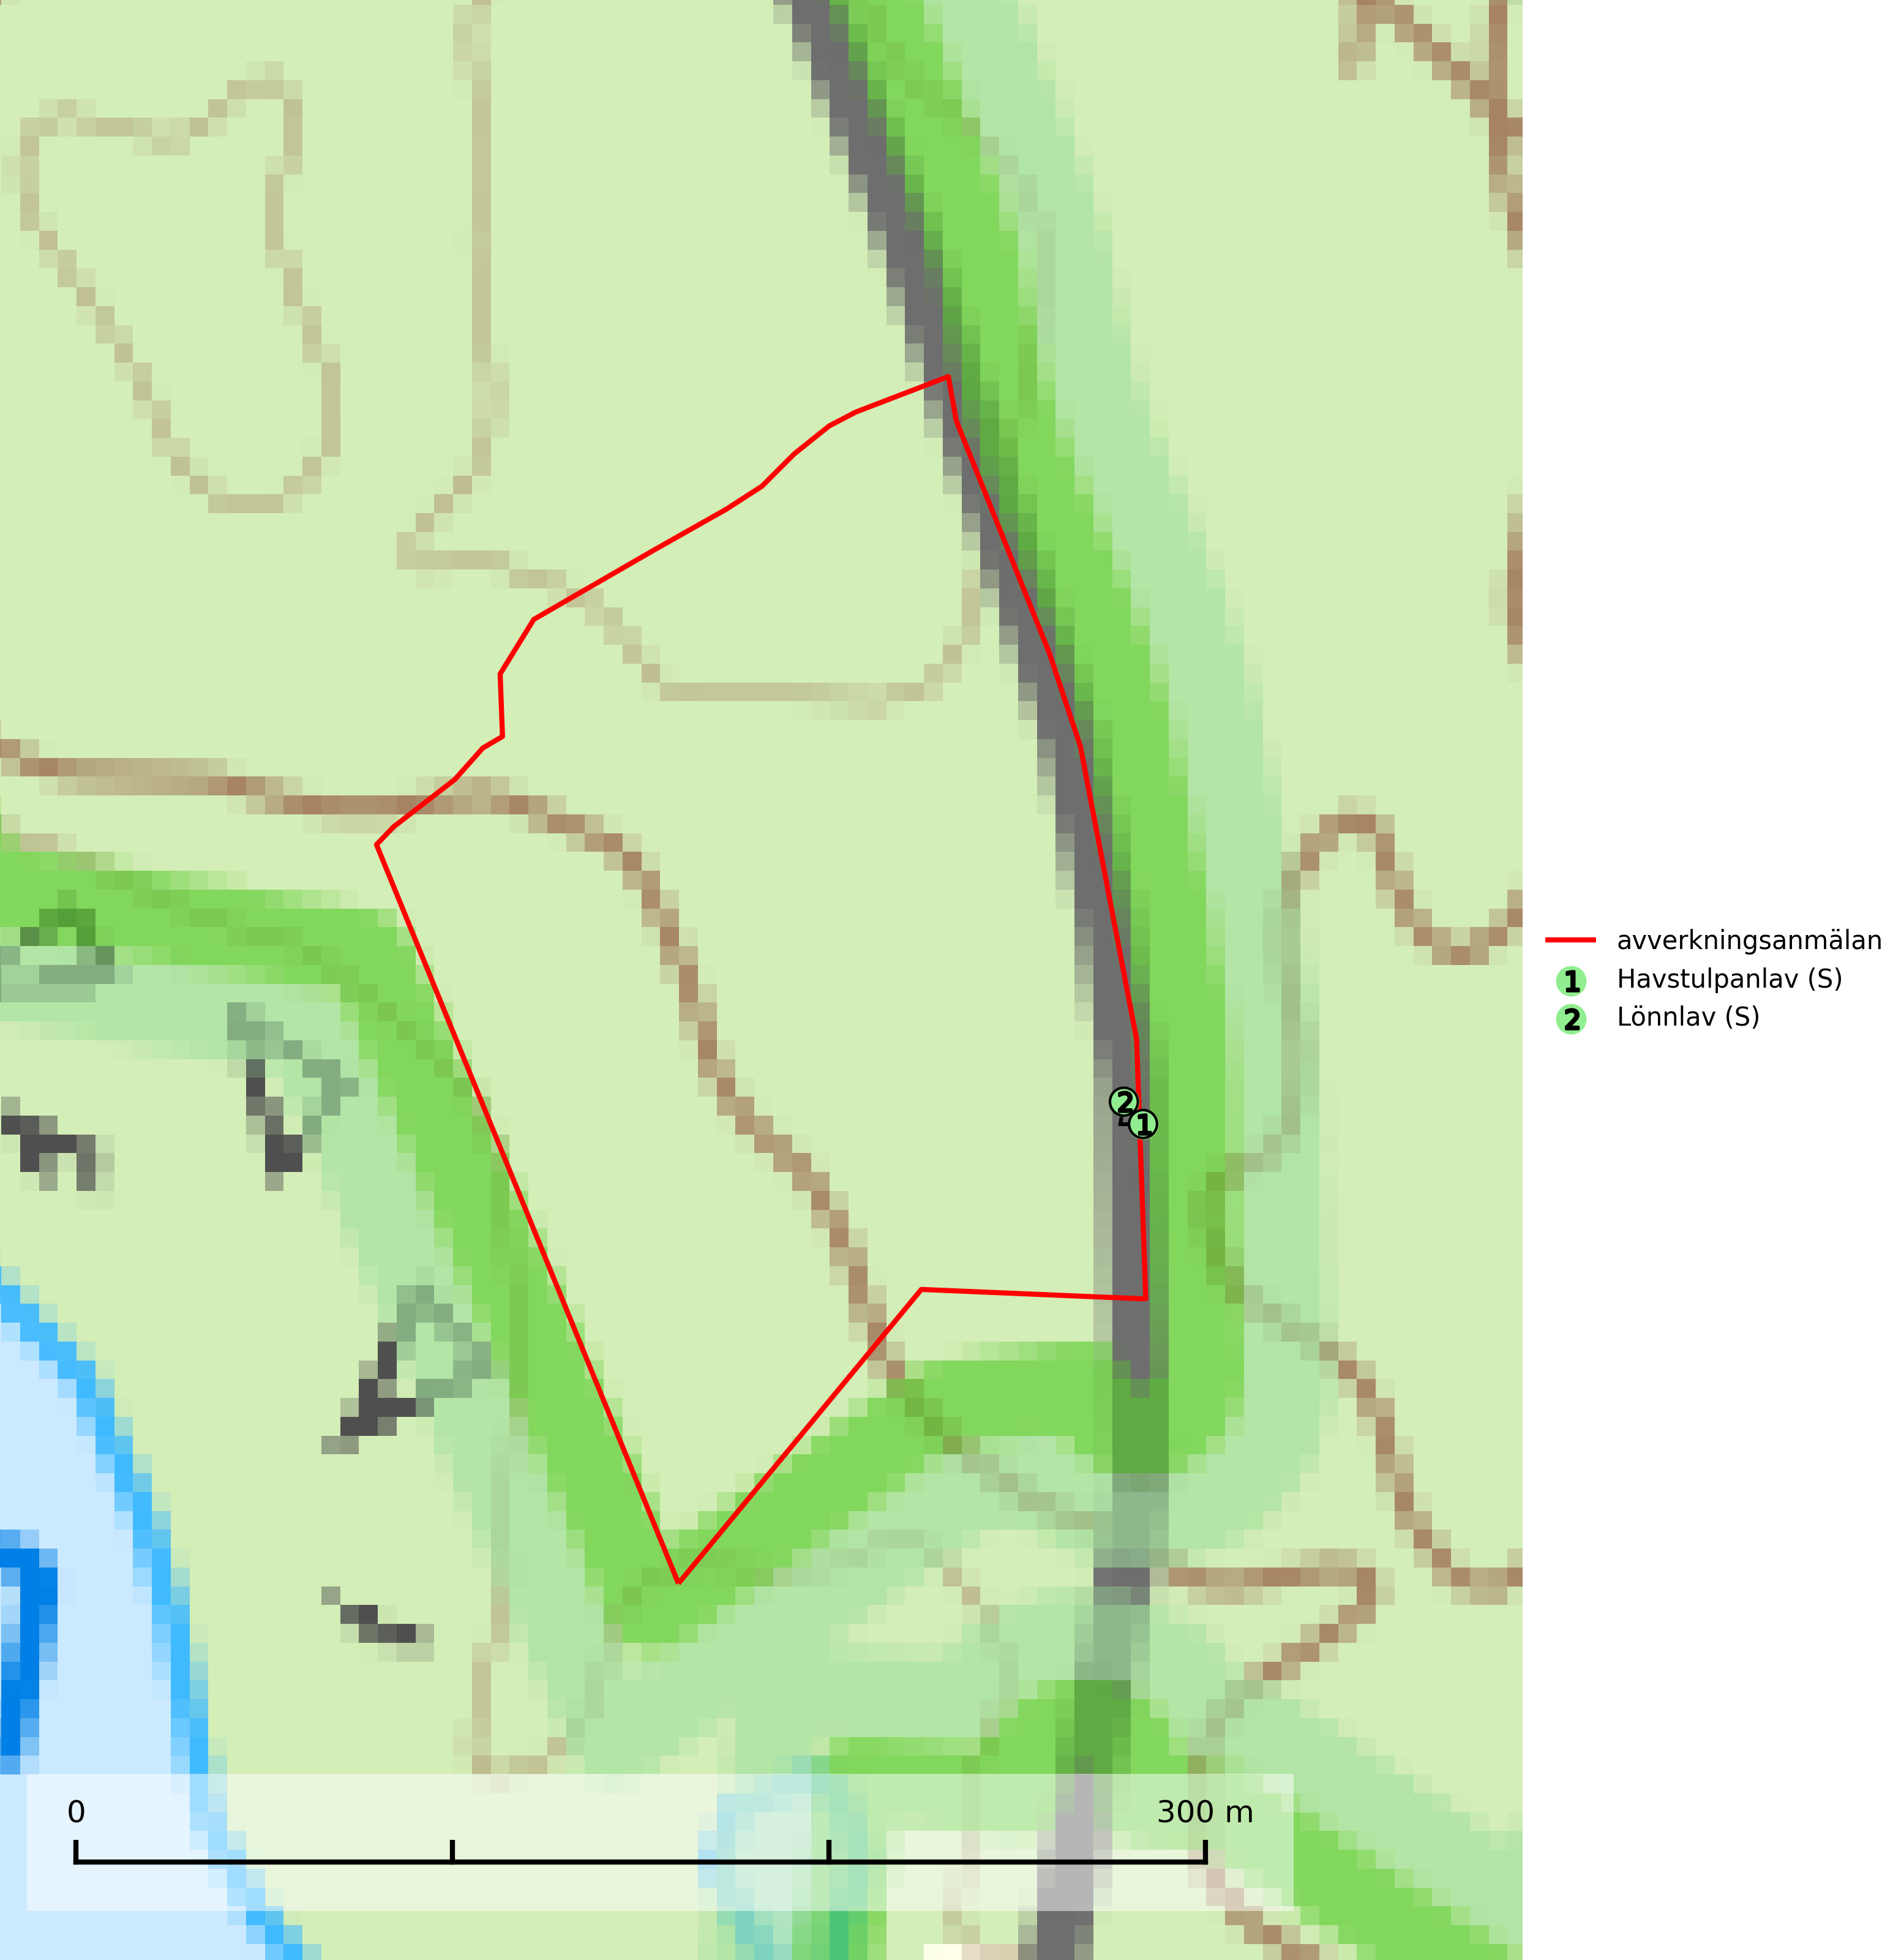 avverkningsanmälan
1 Havstulpanlav (S)
2 Lönnlav (S)
2
1
0 300 m